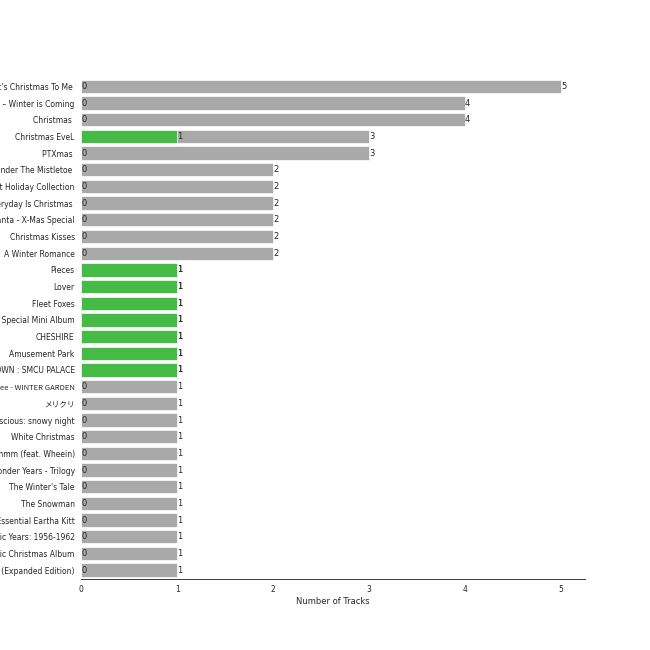 's Christmas To Me 0 5
– Winter is Coming 0 4
Christmas 0 4
Christmas EveL 1 3
PTXmas 0 3
nder The Mistletoe 0 2
t Holiday Collection 0 2
eryday Is Christmas 0 2
anta - X-Mas Special 0 2
Christmas Kisses 0 2
A Winter Romance 0 2
Pieces 1
Lover 1
Fleet Foxes 1
Special Mini Album 1
CHESHIRE 1
Amusement Park 1
OWN : SMCU PALACE 1
ee - WINTER GARDEN 0 1
メリクリ 0 1
scious: snowy night 0 1
White Christmas 0 1
mm (feat. Wheein) 0 1
onder Years - Trilogy 0 1
The Winter's Tale 0 1
The Snowman 0 1
Essential Eartha Kitt 0 1
ic Years: 1956-1962 0 1
ic Christmas Album 0 1
(Expanded Edition) 0 1
0 1 2 3 4 5
Number of Tracks